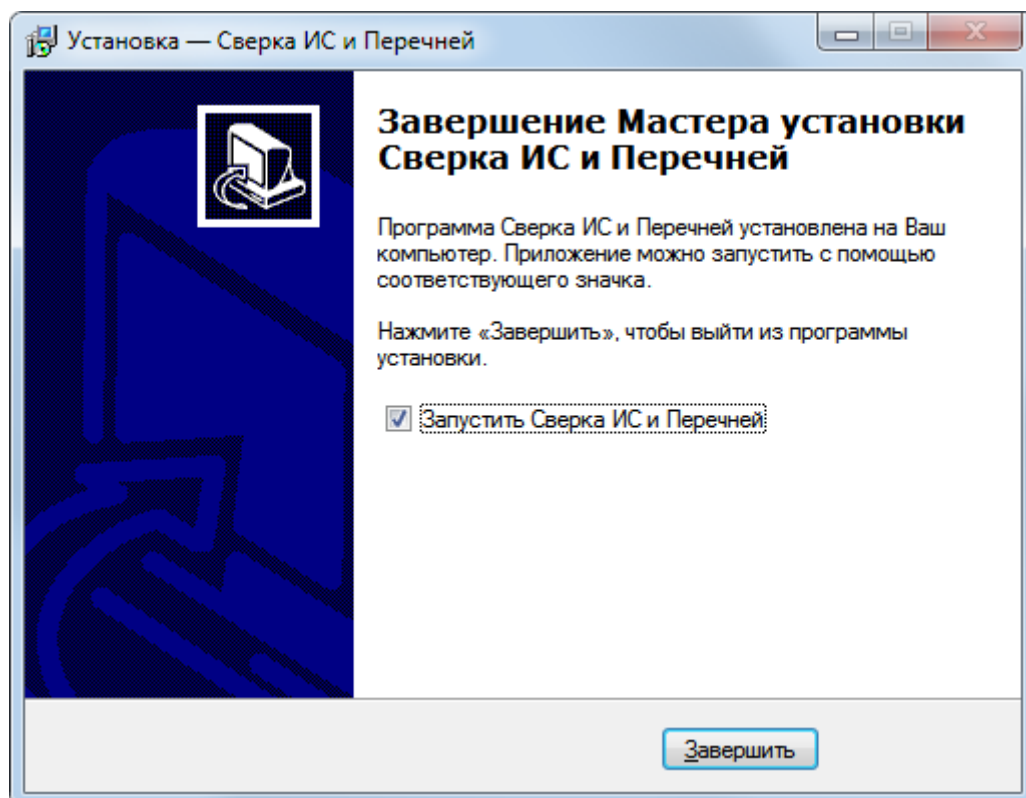 Установка — Сверка ИС и Перечней
Завершение Мастера установки
Сверка ИС и Перечней
Программа Сверка ИС и Перечней установлена на Ваш
компьютер. Приложение можно запустить с помощью
соответствующего значка.
Нажмите «Завершить», чтобы выйти из программы
установки.
Запустить Сверка ИС и Перечней
Завершить